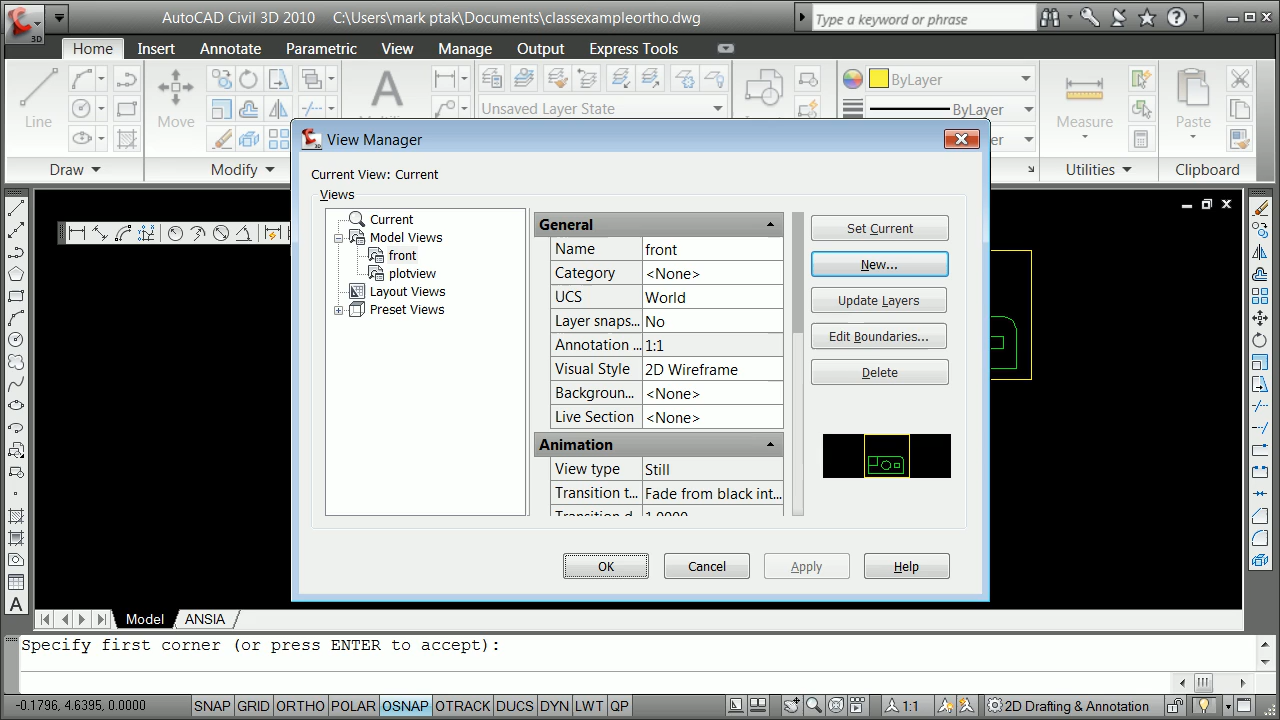 AutoCAD Civil 3D 2010 C:\Users\mark ptak\Documents\classexampleortho.dwg
Type a keyword or phrase
3D
Home Insert Annotate Parametric View Manage Output Express Tools
ByLayer
Unsaved Layer State
Line Move ByLayer Measure Paste
Draw Modify Utilities Clipboard
View Manager
Current View: Current
Views
Current
Model Views
front
plotview
Layout Views
Preset Views
General
Name front
Category <None>
UCS World
Layer snaps... No
Annotation ... 1:1
Visual Style 2D Wireframe
Backgroun... <None>
Live Section <None>
Animation
View type Still
Transition t... Fade from black int...
Transition d 1.0000
Set Current
New...
Update Layers
Edit Boundaries...
Delete
OK Cancel Apply Help
Model ANSIA
Specify first corner (or press ENTER to accept):
-0.1796, 4.6395, 0.0000 SNAP GRID ORTHO POLAR OSNAP OTRACK DUCS DYN LWT QP 1:1 2D Drafting & Annotation